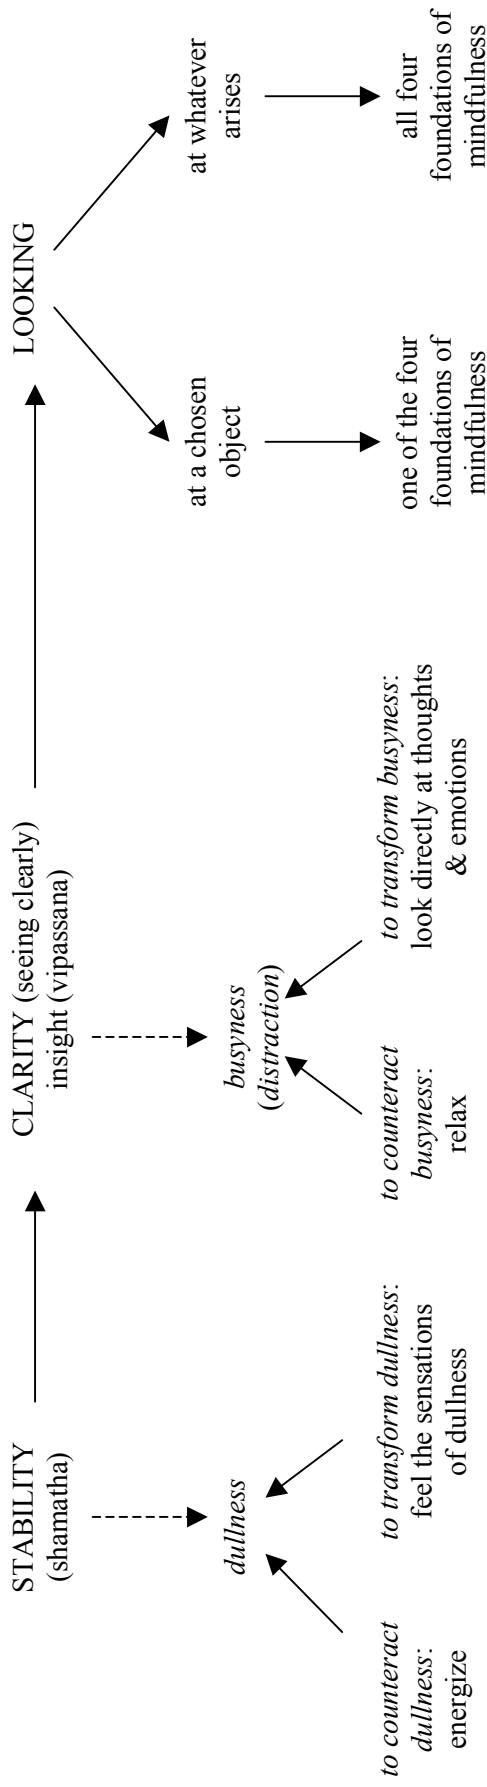 STABILITY
(shamatha)
CLARITY (seeing clearly)
insight (vipassana)
LOOKING
dullness
busyness
(distraction)
at a chosen
object
at whatever
arises
to counteract
dullness:
energize
to transform dullness:
feel the sensations
of dullness
to counteract
busyness:
relax
to transform busyness:
look directly at thoughts
& emotions
one of the four
foundations of
mindfulness
all four
foundations of
mindfulness